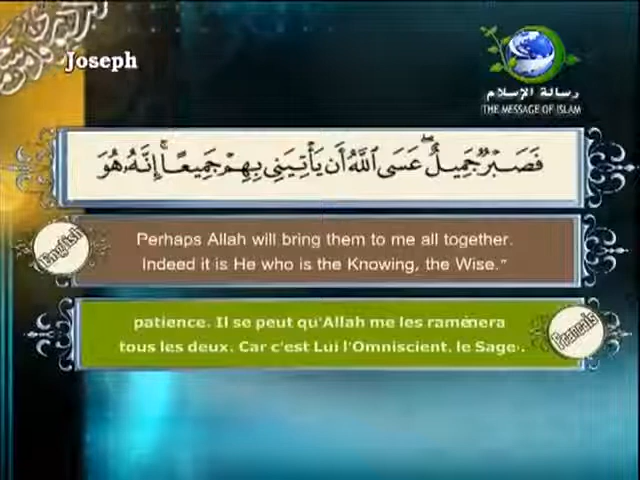 Joseph
رسالة الإسلام
THE MESSAGE OF ISLAM
فَصَبْرٌ جَمِيلٌ ۖ عَسَى ٱللَّهُ أَن يَأْتِيَنِى بِهِمْ جَمِيعًا ۚ إِنَّهُۥ هُوَ
English
Perhaps Allah will bring them to me all together.
Indeed it is He who is the Knowing, the Wise."
patience. Il se peut qu'Allah me les ramènera
tous les deux. Car c'est Lui l'Omniscient, le Sage.
Francais